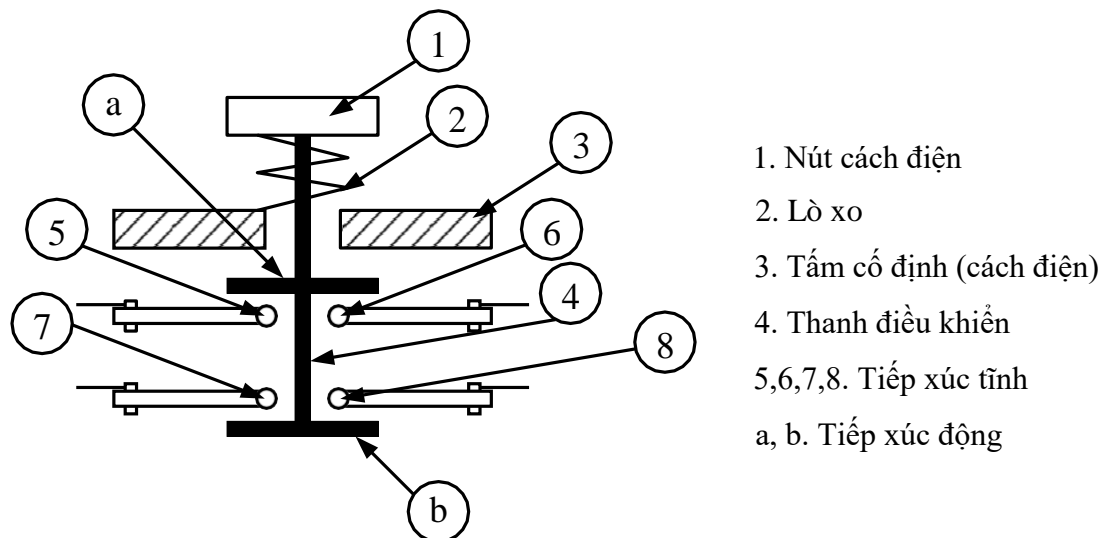 1
a
2
3
5
6
4
7
8
b
1. Nút cách điện
2. Lò xo
3. Tấm cố định (cách điện)
4. Thanh điều khiển
5,6,7,8. Tiếp xúc tĩnh
a, b. Tiếp xúc động